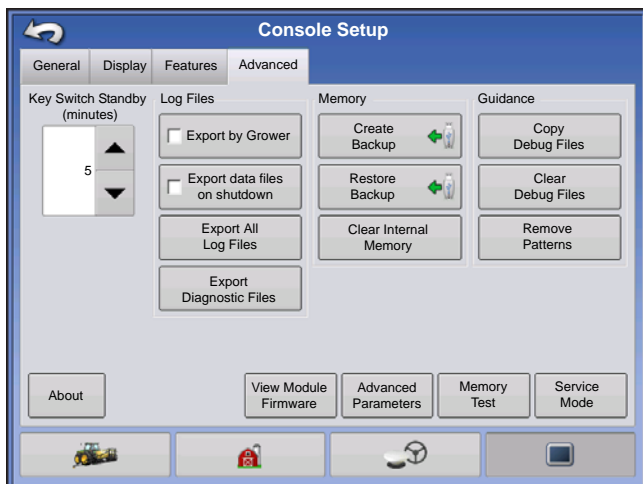 Console Setup
General
Display
Features
Advanced
Key Switch Standby
(minutes)
5
Log Files
Export by Grower
Export data files
on shutdown
Export All
Log Files
Export
Diagnostic Files
Memory
Create
Backup
Restore
Backup
Clear Internal
Memory
Guidance
Copy
Debug Files
Clear
Debug Files
Remove
Patterns
About
View Module
Firmware
Advanced
Parameters
Memory
Test
Service
Mode